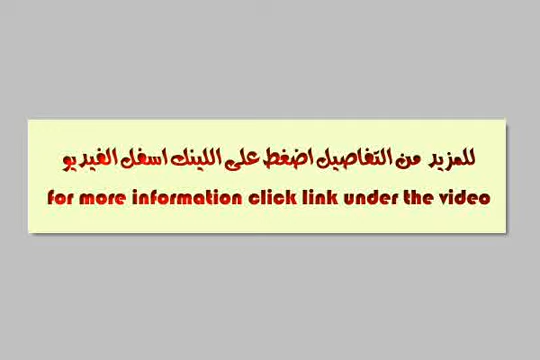 للمزيد من التفاصيل اضغط على اللينك اسفل الفيديو
for more information click link under the video